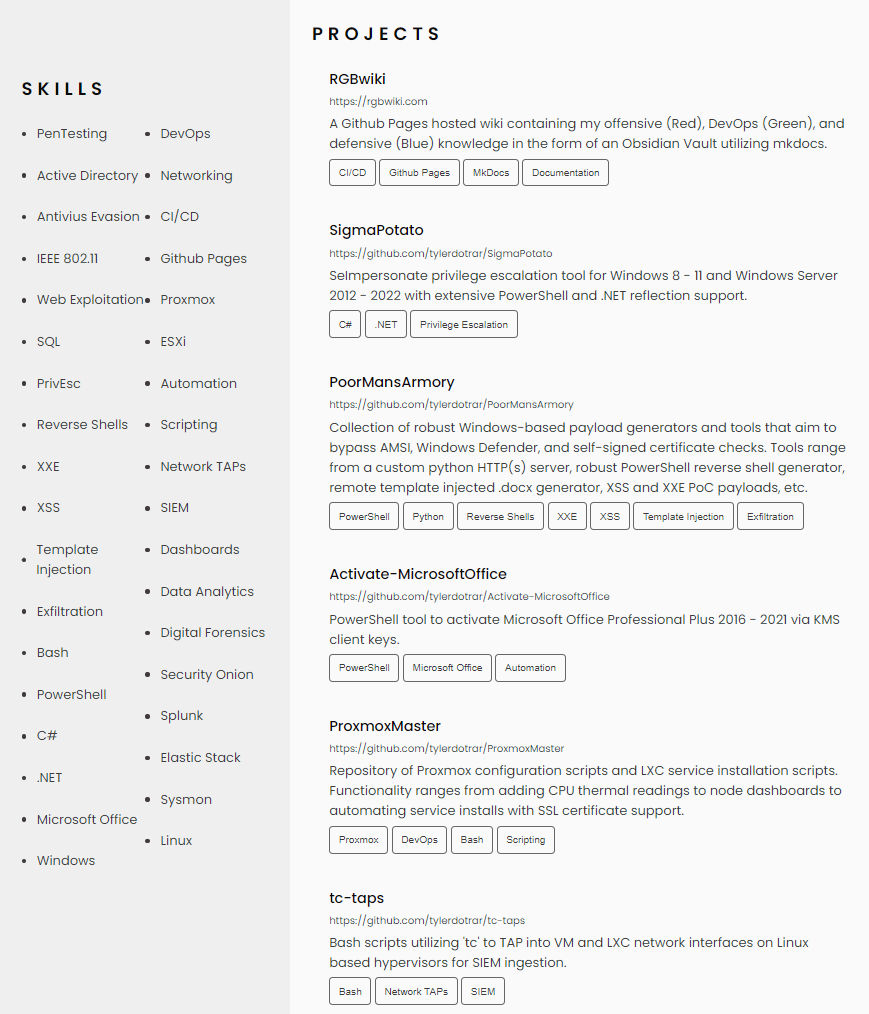 SKILLS
• PenTesting
• Active Directory
• Antivius Evasion
• IEEE 802.11
• Web Exploitation
• SQL
• PrivEsc
• Reverse Shells
• XXE
• XSS
• Template
Injection
• Exfiltration
• Bash
• PowerShell
• C#
• .NET
• Microsoft Office
• Windows
• DevOps
• Networking
• CI/CD
• Github Pages
• Proxmox
• ESXi
• Automation
• Scripting
• Network TAPs
• SIEM
• Dashboards
• Data Analytics
• Digital Forensics
• Security Onion
• Splunk
• Elastic Stack
• Sysmon
• Linux
PROJECTS
RGBwiki
https://rgbwiki.com
A Github Pages hosted wiki containing my offensive (Red), DevOps (Green), and
defensive (Blue) knowledge in the form of an Obsidian Vault utilizing mkdocs.
CI/CD Github Pages MkDocs Documentation
SigmaPotato
https://github.com/tylerdotrar/SigmaPotato
SeImpersonate privilege escalation tool for Windows 8 - 11 and Windows Server
2012 - 2022 with extensive PowerShell and .NET reflection support.
C# .NET Privilege Escalation
PoorMansArmory
https://github.com/tylerdotrar/PoorMansArmory
Collection of robust Windows-based payload generators and tools that aim to
bypass AMSI, Windows Defender, and self-signed certificate checks. Tools range
from a custom python HTTP(s) server, robust PowerShell reverse shell generator,
remote template injected .docx generator, XSS and XXE PoC payloads, etc.
PowerShell Python Reverse Shells XXE XSS Template Injection Exfiltration
Activate-MicrosoftOffice
https://github.com/tylerdotrar/Activate-MicrosoftOffice
PowerShell tool to activate Microsoft Office Professional Plus 2016 - 2021 via KMS
client keys.
PowerShell Microsoft Office Automation
ProxmoxMaster
https://github.com/tylerdotrar/ProxmoxMaster
Repository of Proxmox configuration scripts and LXC service installation scripts.
Functionality ranges from adding CPU thermal readings to node dashboards to
automating service installs with SSL certificate support.
Proxmox DevOps Bash Scripting
tc-taps
https://github.com/tylerdotrar/tc-taps
Bash scripts utilizing 'tc' to TAP into VM and LXC network interfaces on Linux
based hypervisors for SIEM ingestion.
Bash Network TAPs SIEM